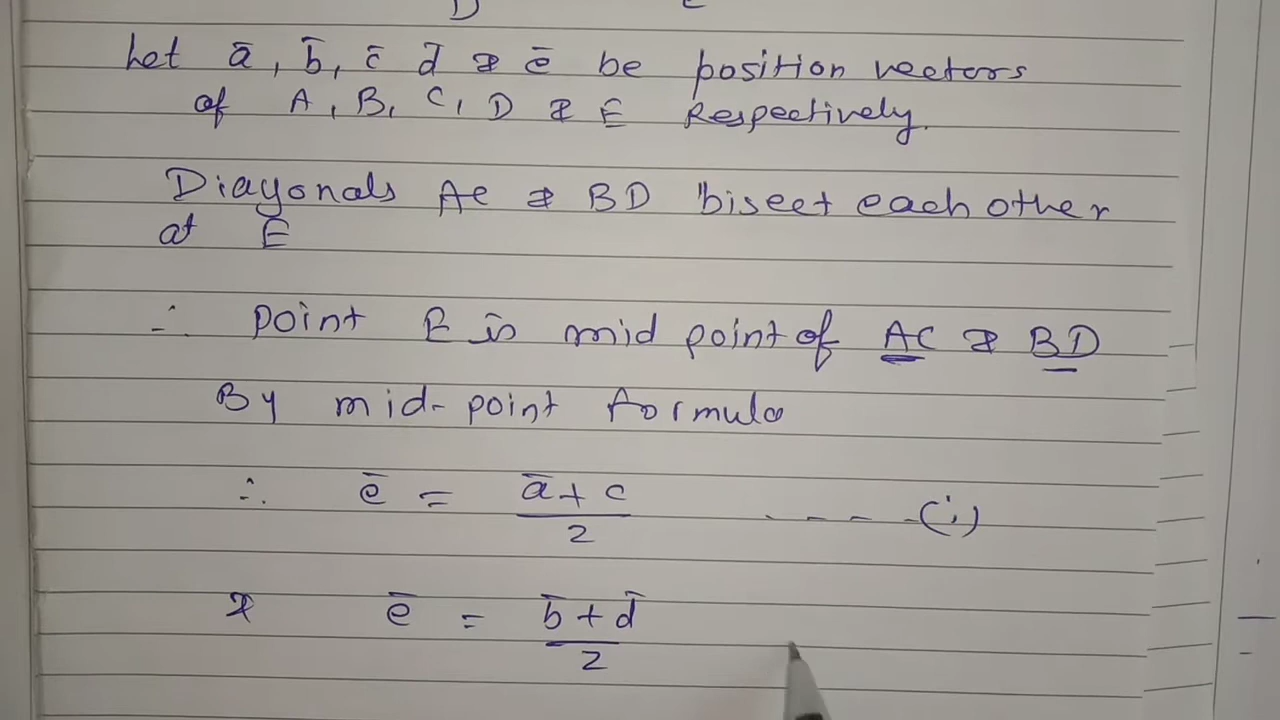 D C
Let ā, b̄, c̄ d̄ & ē be position vectors
of A, B, C, D & E Respectively.
Diagonals AC & BD bisect each other
at E
∴ point E is mid point of AC & BD
By mid-point formula
∴ ē = ā + c / 2 - - - - (i)
& ē = b̄ + d̄ / 2